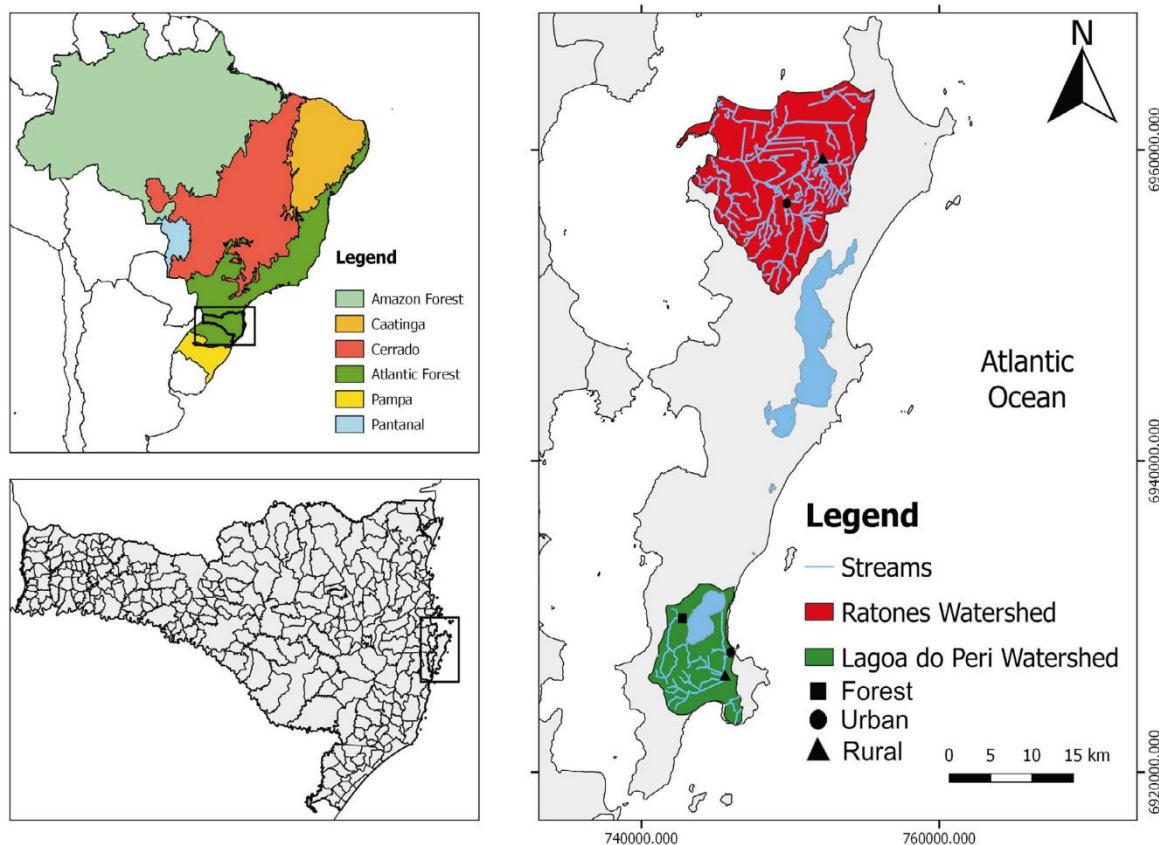 Legend
Amazon Forest
Caatinga
Cerrado
Atlantic Forest
Pampa
Pantanal
N
Atlantic
Ocean
Legend
Streams
Ratones Watershed
Lagoa do Peri Watershed
Forest
Urban
Rural
0 5 10 15 km
6960000.000
6940000.000
6920000.000
740000.000
760000.000